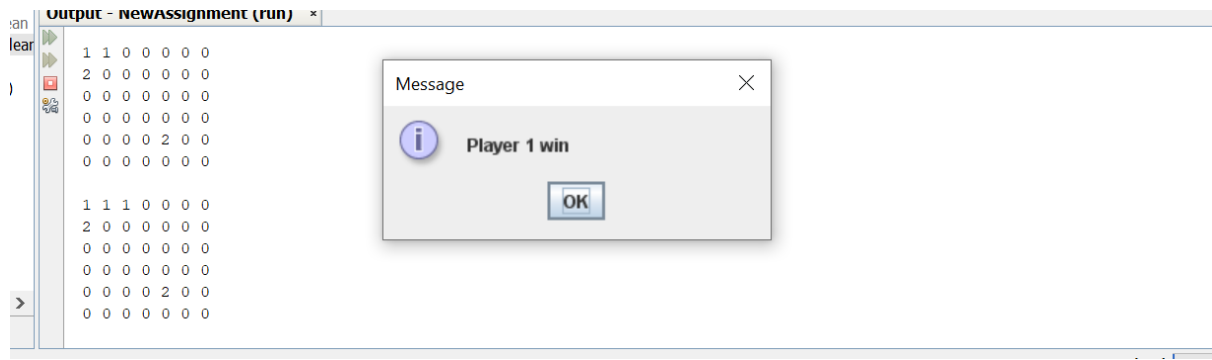 Output - NewAssignment (run) ×
lear
)
1 1 0 0 0 0 0
2 0 0 0 0 0 0
0 0 0 0 0 0 0
0 0 0 0 0 0 0
0 0 0 0 2 0 0
0 0 0 0 0 0 0
1 1 1 0 0 0 0
2 0 0 0 0 0 0
0 0 0 0 0 0 0
0 0 0 0 0 0 0
0 0 0 0 2 0 0
0 0 0 0 0 0 0
Message
Player 1 win
OK